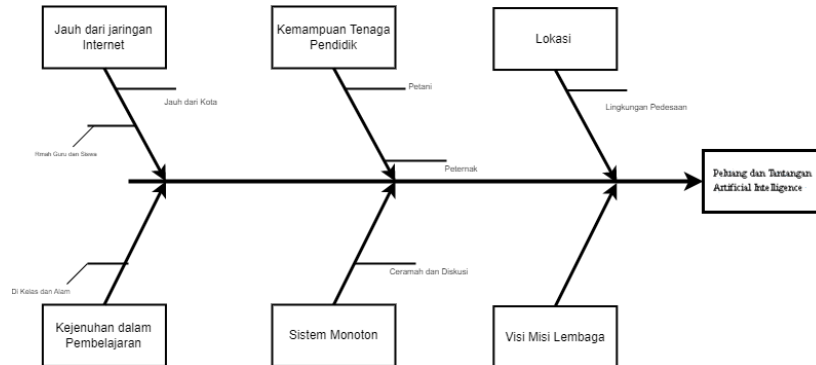 Jauh dari jaringan
Internet
Kemampuan Tenaga
Pendidik
Lokasi
Jauh dari Kota
Petani
Lingkungan Pedesaan
Guru dan Siswa
Peternak
Peluang dan Tantangan
Artificial Intelligence
Di Kelas dan Alam
Ceramah dan Diskusi
Kejenuhan dalam
Pembelajaran
Sistem Monoton
Visi Misi Lembaga